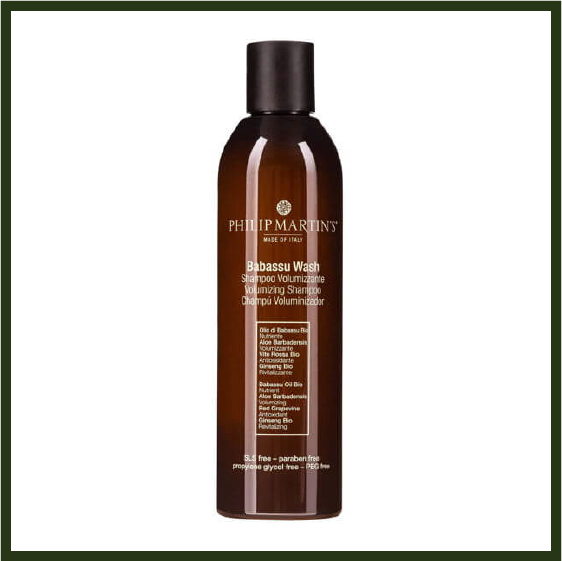 PHILIP MARTIN'S®
MADE OF ITALY
Babassu Wash
Shampoo Volumizzante
Volumizing Shampoo
Champú Voluminizador
Olio di Babassu Bio
Nutriente
Aloe Barbadensis
Volumizzante
Vite Rossa Bio
Antiossidante
Ginseng Bio
Rivitalizzante
Babassu Oil Bio
Nutrient
Aloe Barbadensis
Volumizing
Red Grapevine
Antioxidant
Ginseng Bio
Revitalizing
SLS free – paraben free
propylene glycol free – PEG free